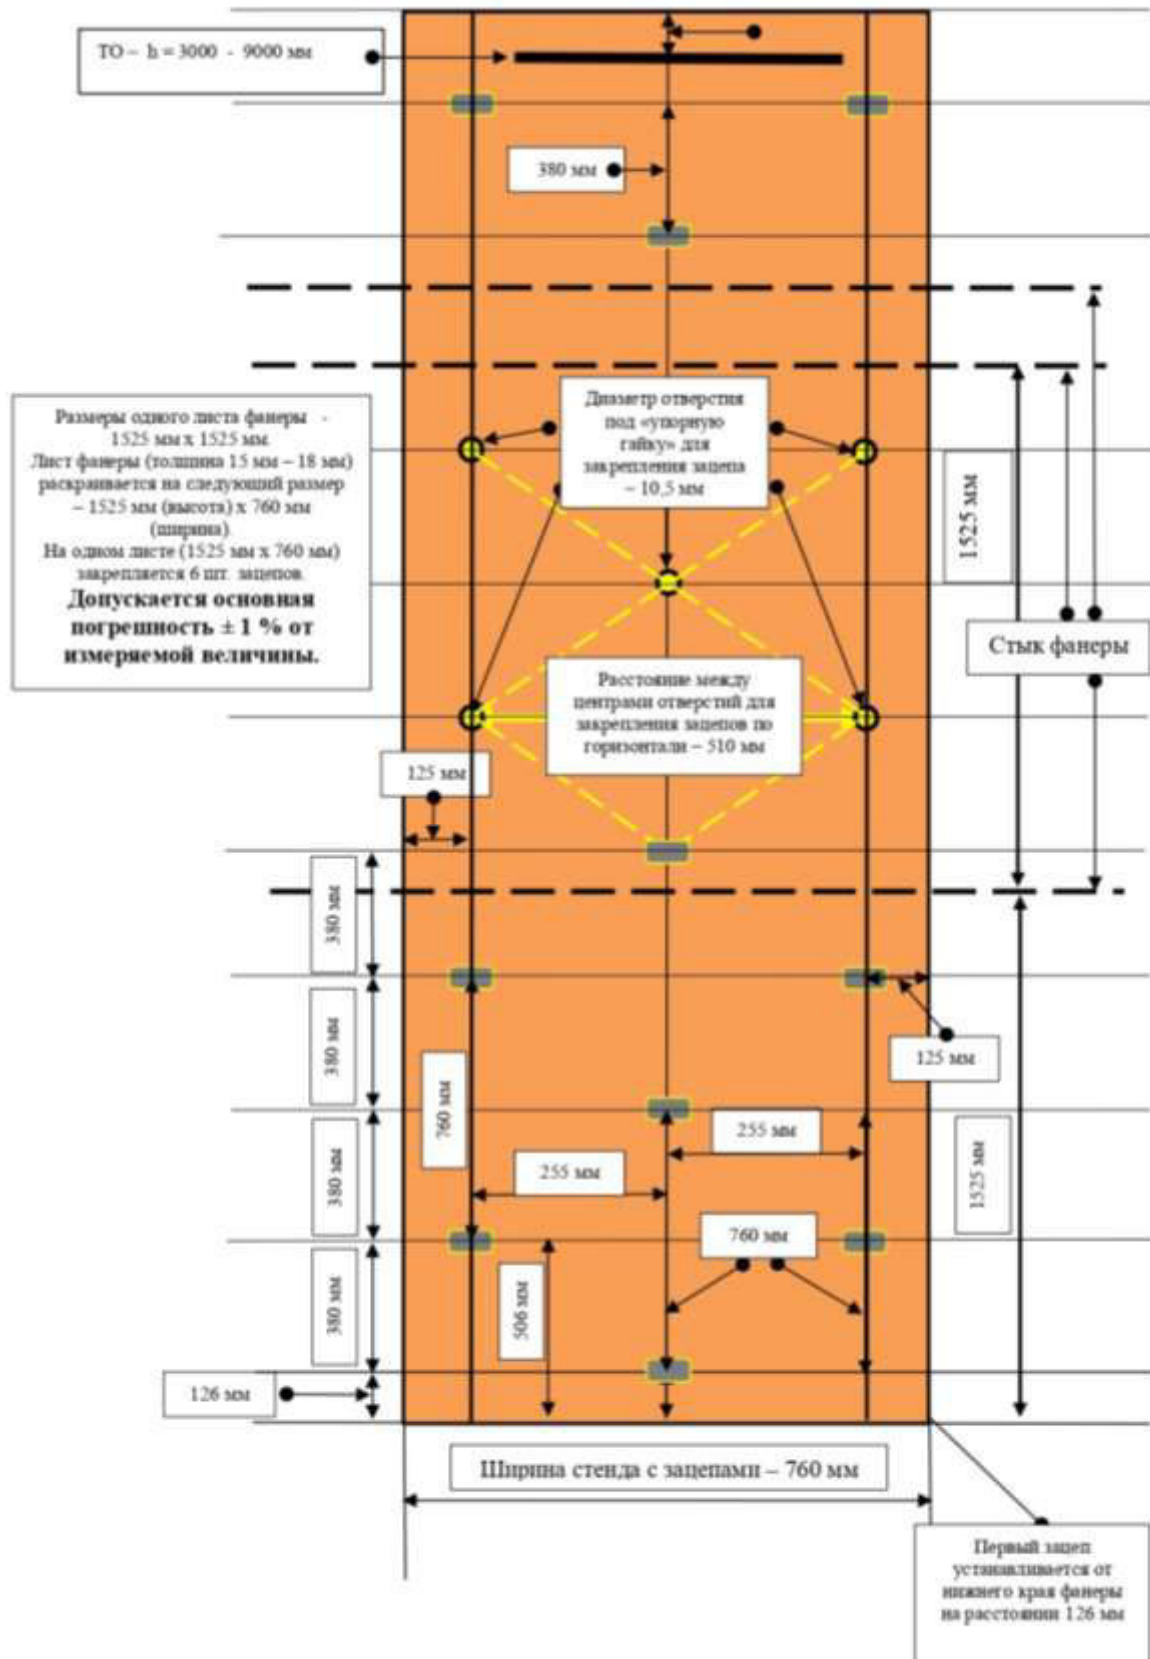 ТО – h = 3000 - 9000 мм
380 мм
Размеры одного листа фанеры -
1525 мм х 1525 мм
Лист фанеры (толщина 15 мм – 18 мм)
раскраивается на следующий размер
– 1525 мм (высота) х 760 мм
(ширина).
На одном листе (1525 мм х 760 мм)
закрепляется 6 шт. зацепов.
Допускается основная
погрешность ± 1 % от
измеряемой величины.
Диаметр отверстия
под «упорную
гайку» для
закрепления зацепа
– 10,5 мм
1525 мм
Стык фанеры
Расстояние между
центрами отверстий для
закрепления зацепов по
горизонтали – 510 мм
125 мм
380 мм
380 мм
125 мм
760 мм
255 мм
1525 мм
380 мм
255 мм
760 мм
506 мм
380 мм
126 мм
Ширина стенда с зацепами – 760 мм
Первый зацеп
устанавливается от
нижнего края фанеры
на расстоянии 126 мм